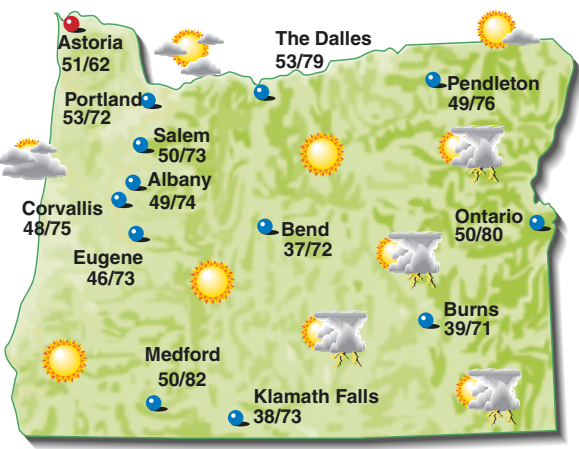 Astoria
51/62
The Dalles
53/79
Portland
53/72
Pendleton
49/76
Salem
50/73
Albany
49/74
Corvallis
48/75
Eugene
46/73
Bend
37/72
Ontario
50/80
Burns
39/71
Medford
50/82
Klamath Falls
38/73